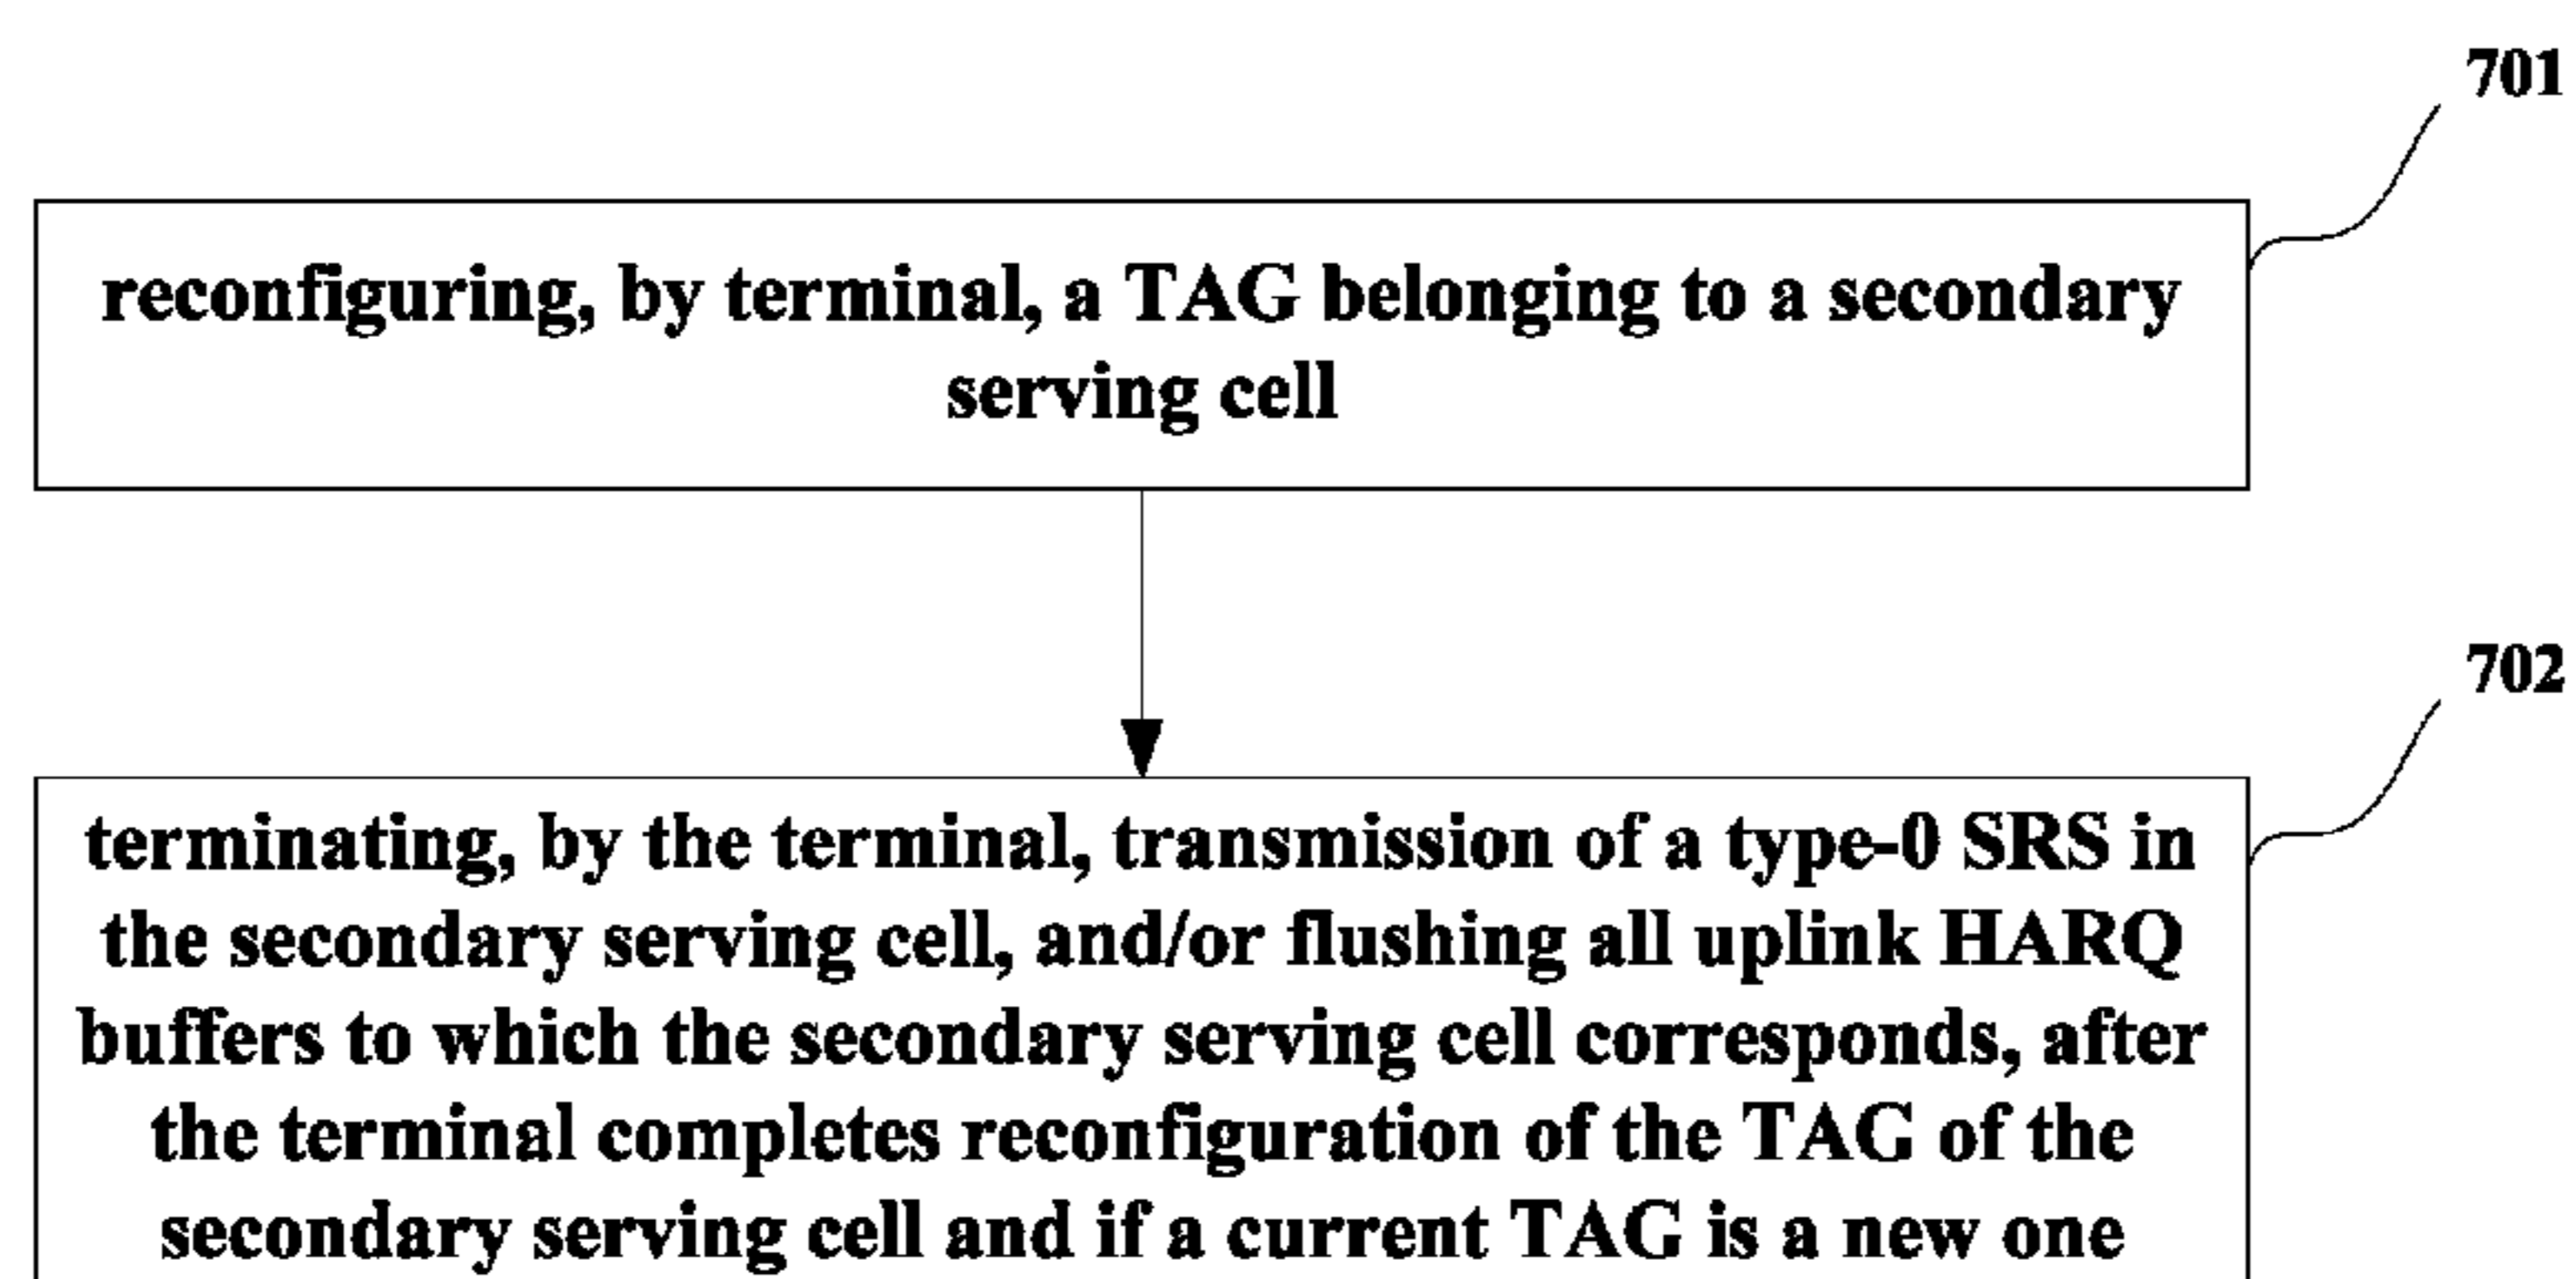 701
reconfiguring, by terminal, a TAG belonging to a secondary
serving cell
702
terminating, by the terminal, transmission of a type-0 SRS in
the secondary serving cell, and/or flushing all uplink HARQ
buffers to which the secondary serving cell corresponds, after
the terminal completes reconfiguration of the TAG of the
secondary serving cell and if a current TAG is a new one